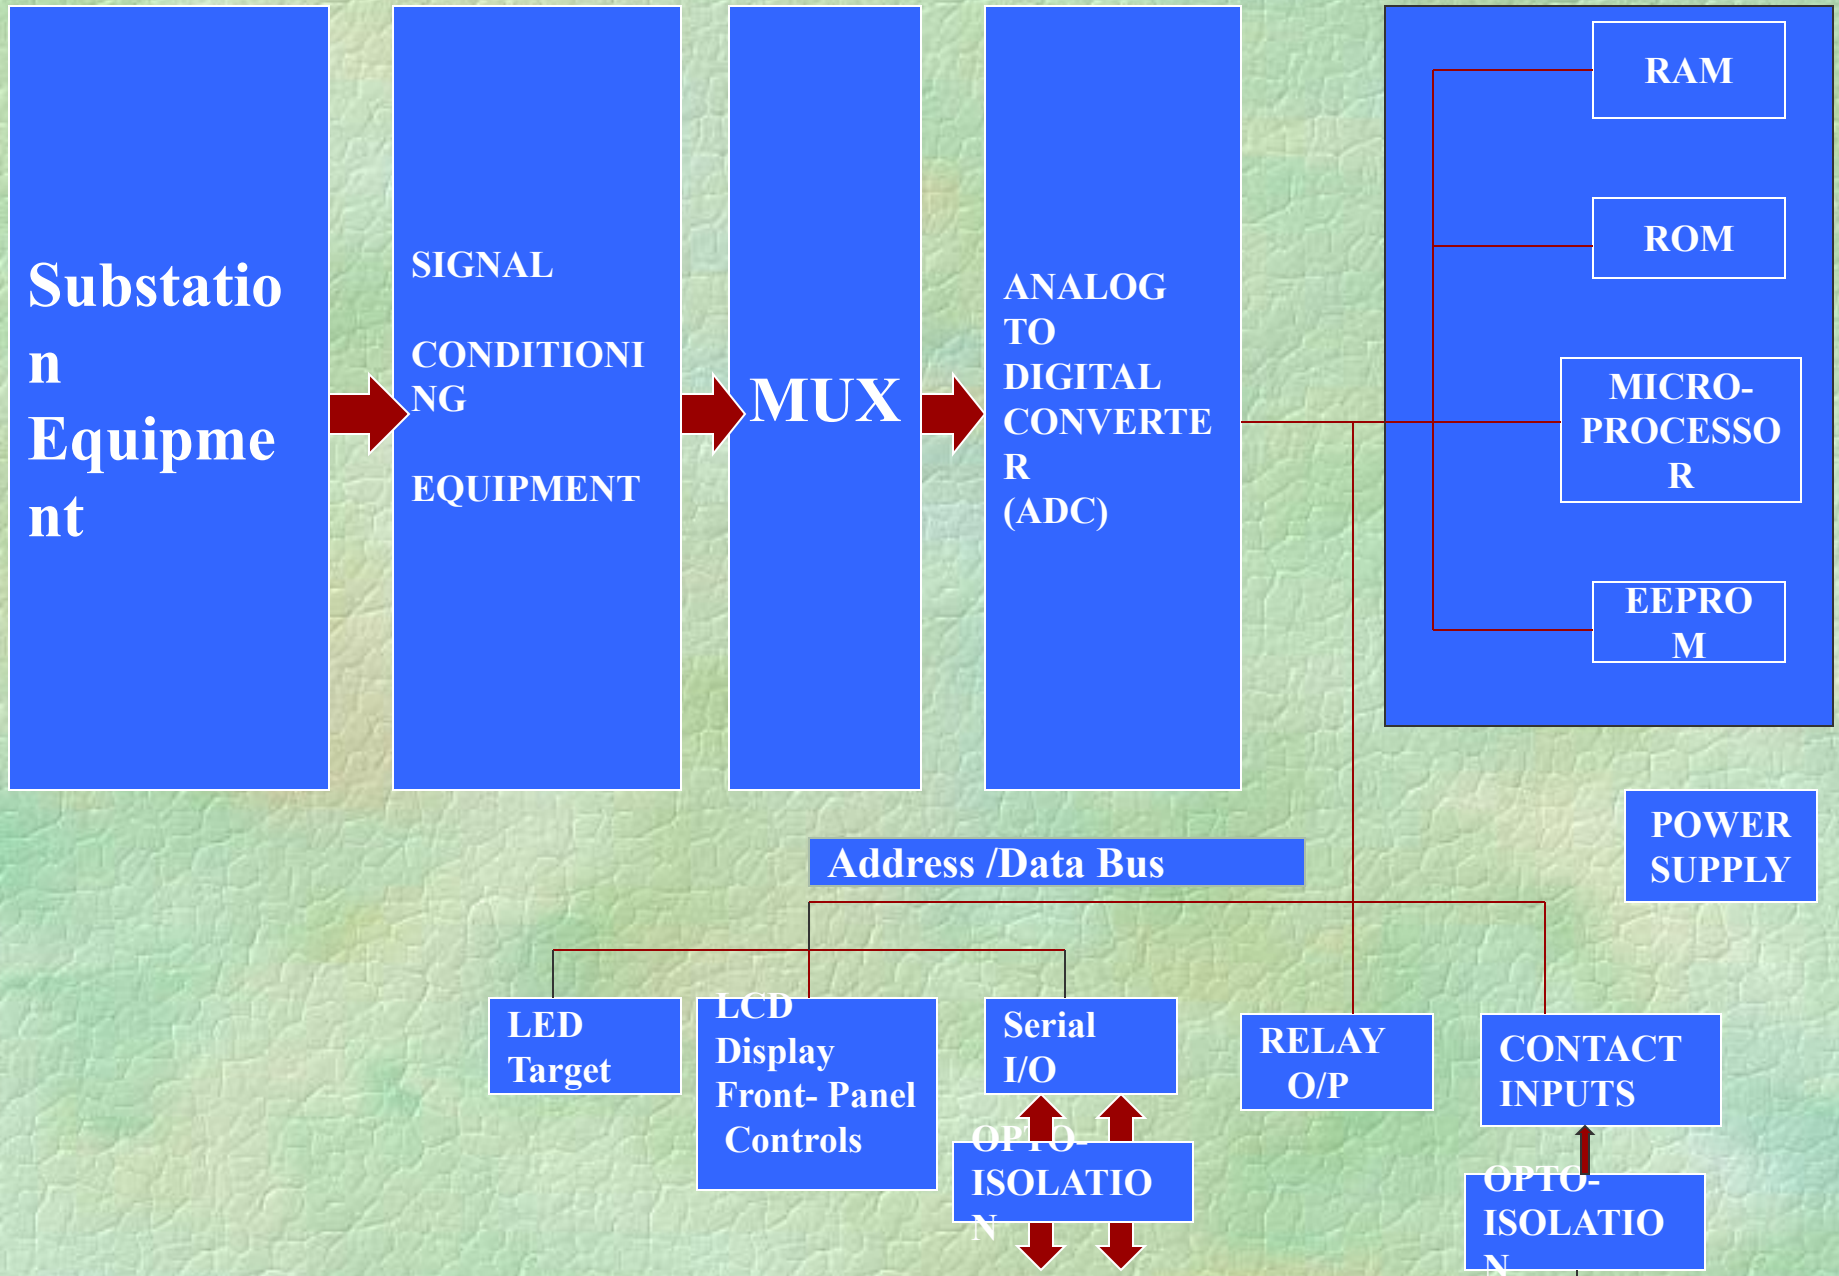 Substatio
n
Equipme
nt
SIGNAL
CONDITIONI
NG
EQUIPMENT
MUX
ANALOG
TO
DIGITAL
CONVERTE
R
(ADC)
RAM
ROM
MICRO-
PROCESSO
R
EEPRO
M
POWER
SUPPLY
Address /Data Bus
LED
Target
LCD
Display
Front- Panel
Controls
Serial
I/O
OPTO-
ISOLATIO
N
RELAY
O/P
CONTACT
INPUTS
OPTO-
ISOLATIO
N